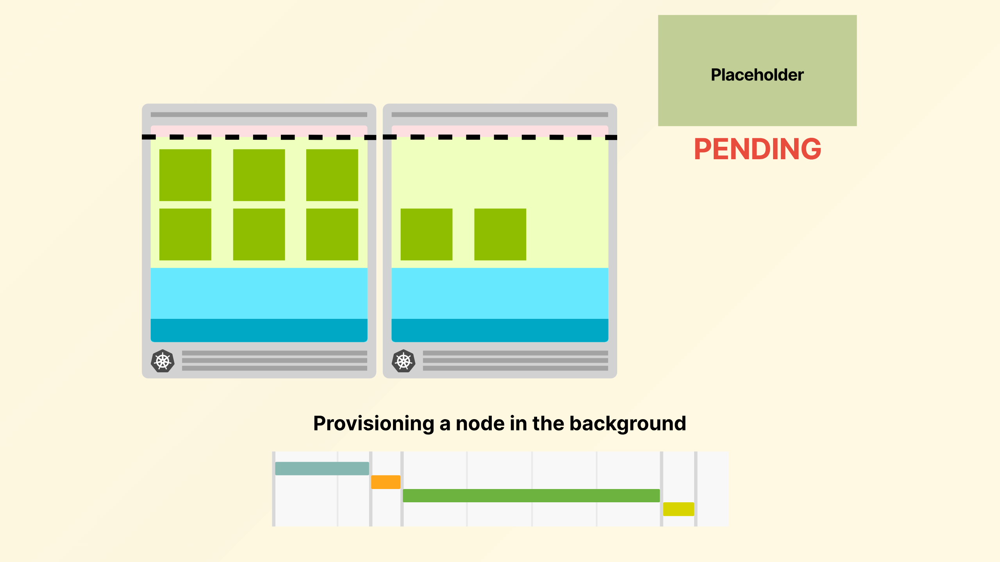 Placeholder
PENDING
Provisioning a node in the background